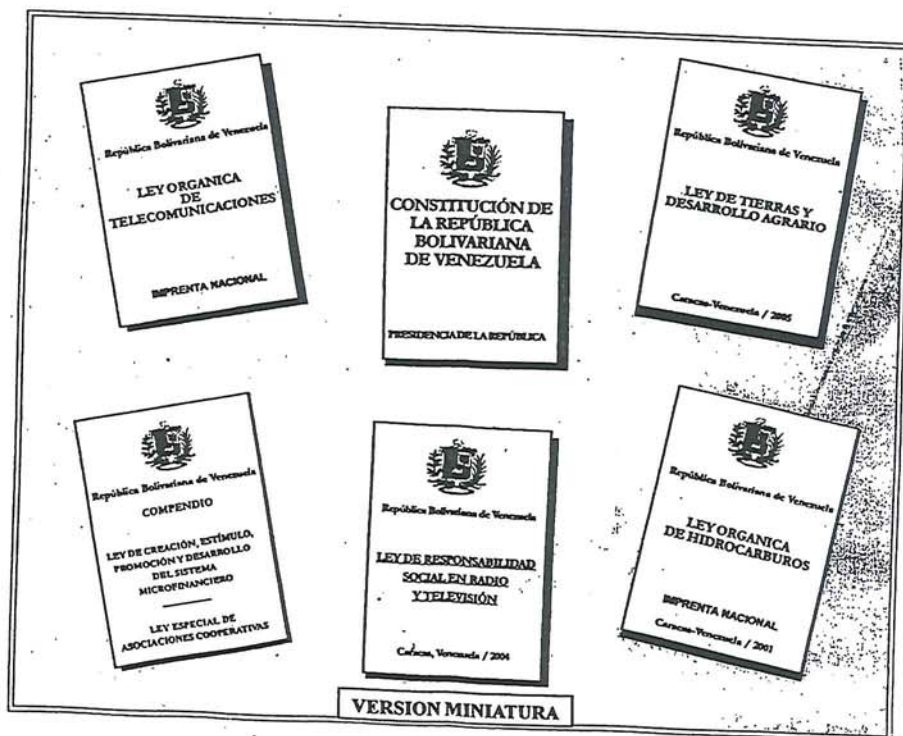 República Bolivariana de Venezuela
LEY ORGANICA
DE
TELECOMUNICACIONES
IMPRENTA NACIONAL
CONSTITUCIÓN DE
LA REPÚBLICA
BOLIVARIANA
DE VENEZUELA
PRESIDENCIA DE LA REPÚBLICA
República Bolivariana de Venezuela
LEY DE TIERRAS Y
DESARROLLO AGRARIO
Caracas-Venezuela / 2005
República Bolivariana de Venezuela
COMPENDIO
LEY DE CREACIÓN, ESTÍMULO,
PROMOCIÓN Y DESARROLLO
DEL SISTEMA
MICROFINANCIERO
LEY ESPECIAL DE
ASOCIACIONES COOPERATIVAS
República Bolivariana de Venezuela
LEY DE RESPONSABILIDAD
SOCIAL EN RADIO
Y TELEVISIÓN
Caracas, Venezuela / 2004
República Bolivariana de Venezuela
LEY ORGANICA
DE HIDROCARBUROS
IMPRENTA NACIONAL
Caracas-Venezuela / 2001
VERSION MINIATURA